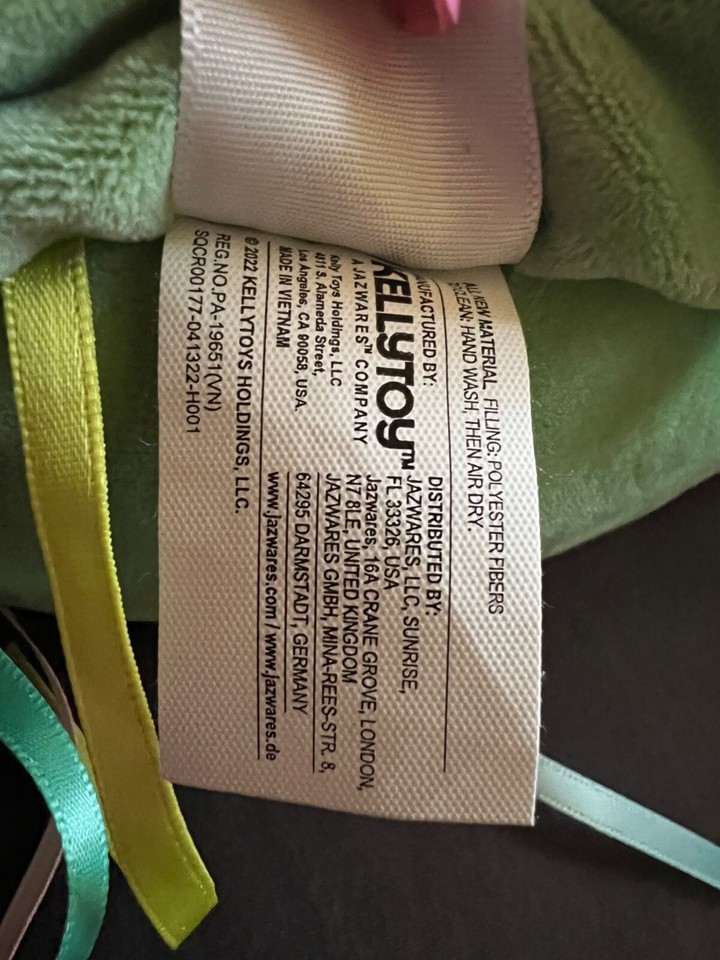 ALL NEW MATERIAL, FILLING: POLYESTER FIBERS
HAND WASH, THEN AIR DRY.
MANUFACTURED BY:
KELLYTOY™
A JAZWARES™ COMPANY
Kelly Toys Holdings, LLC
4811 S. Alameda Street,
Los Angeles, CA 90058, USA.
MADE IN VIETNAM
DISTRIBUTED BY:
JAZWARES, LLC, SUNRISE,
FL 33326, USA
Jazwares, 16A CRANE GROVE, LONDON,
N7 8LE, UNITED KINGDOM
JAZWARES GMBH, MINA-REES-STR. 8,
64295 DARMSTADT, GERMANY
www.jazwares.com / www.jazwares.de
© 2022 KELLYTOYS HOLDINGS, LLC.
REG.NO.PA-19651(VN)
SQCR00177-041322-H001